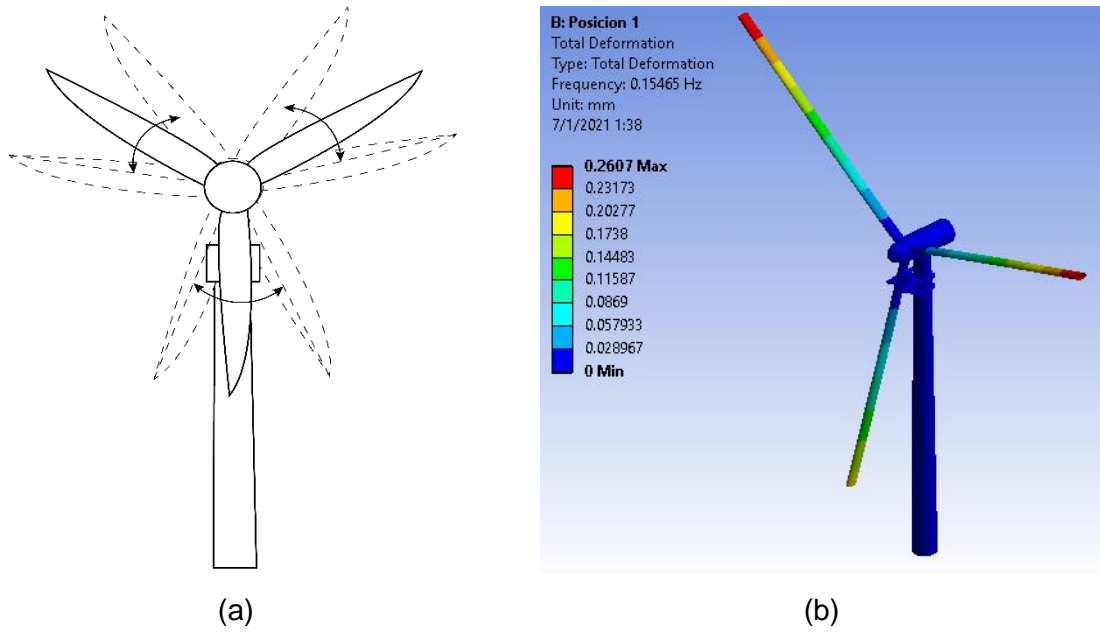 B: Posicion 1
Total Deformation
Type: Total Deformation
Frequency: 0.15465 Hz
Unit: mm
7/1/2021 1:38
0.2607 Max
0.23173
0.20277
0.1738
0.14483
0.11587
0.0869
0.057933
0.028967
0 Min
(a)
(b)